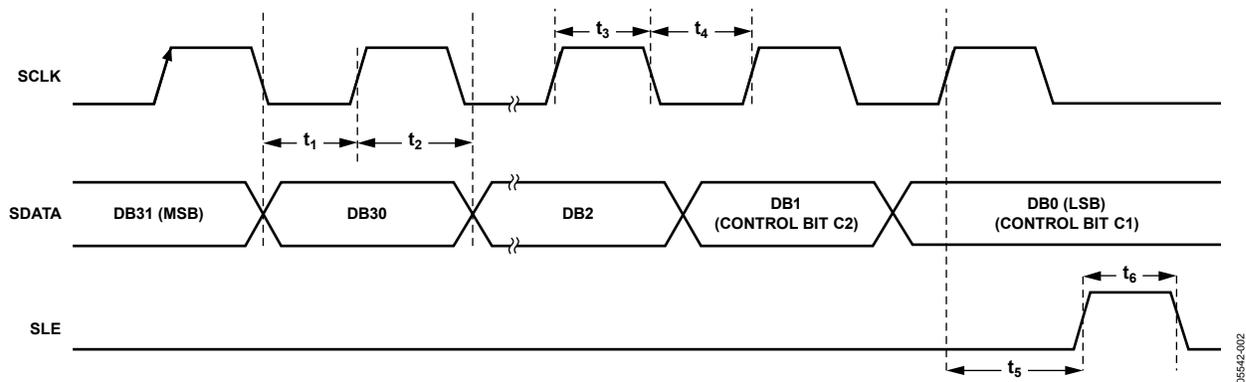 t3
t4
SCLK
t1
t2
SDATA
DB31 (MSB)
DB30
DB2
DB1
(CONTROL BIT C2)
DB0 (LSB)
(CONTROL BIT C1)
t6
SLE
t5
05542-002